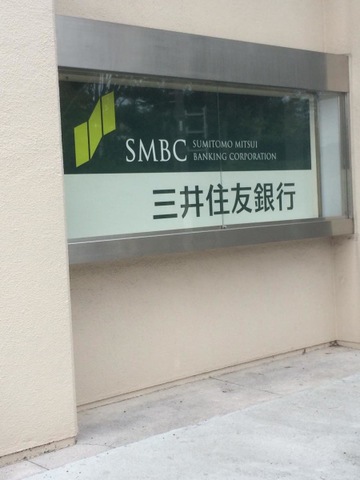 SMBC SUMITOMO MITSUI
BANKING CORPORATION
三井住友銀行